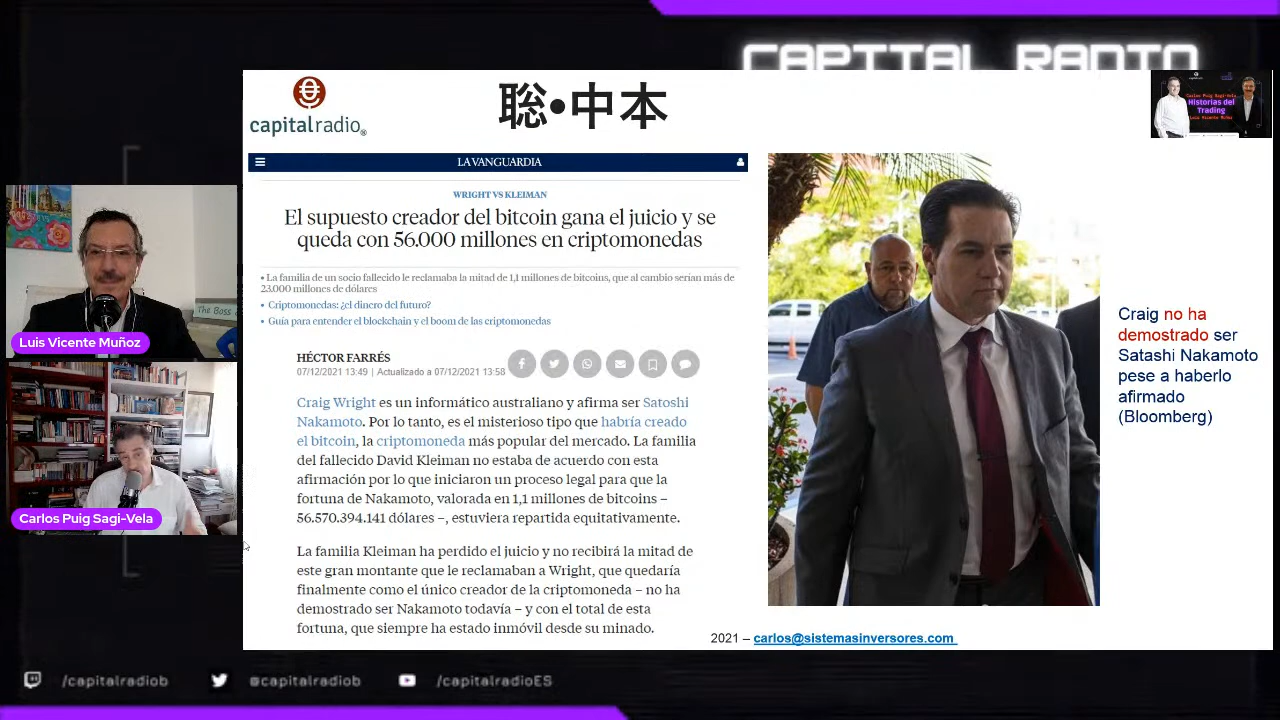 CAPITAL RADIO
capitalradio®
聡•中本
Carlos Puig Sagi-Vela
Historias del
Trading
Luis Vicente Muñoz
LA VANGUARDIA
WRIGHT VS KLEIMAN
El supuesto creador del bitcoin gana el juicio y se
queda con 56.000 millones en criptomonedas
• La familia de un socio fallecido le reclamaba la mitad de 1,1 millones de bitcoins, que al cambio serían más de
23.000 millones de dólares
• Criptomonedas: ¿el dinero del futuro?
• Guía para entender el blockchain y el boom de las criptomonedas
HÉCTOR FARRÉS
07/12/2021 13:49 | Actualizado a 07/12/2021 13:58
Craig Wright es un informático australiano y afirma ser Satoshi
Nakamoto. Por lo tanto, es el misterioso tipo que habría creado
el bitcoin, la criptomoneda más popular del mercado. La familia
del fallecido David Kleiman no estaba de acuerdo con esta
afirmación por lo que iniciaron un proceso legal para que la
fortuna de Nakamoto, valorada en 1,1 millones de bitcoins –
56.570.394.141 dólares –, estuviera repartida equitativamente.
La familia Kleiman ha perdido el juicio y no recibirá la mitad de
este gran montante que le reclamaban a Wright, que quedaría
finalmente como el único creador de la criptomoneda – no ha
demostrado ser Nakamoto todavía – y con el total de esta
fortuna, que siempre ha estado inmóvil desde su minado.
Craig no ha
demostrado ser
Satashi Nakamoto
pese a haberlo
afirmado
(Bloomberg)
2021 – carlos@sistemasinversores.com
The Boss
Luis Vicente Muñoz
Carlos Puig Sagi-Vela
/capitalradiob
@capitalradiob
/capitalradioES